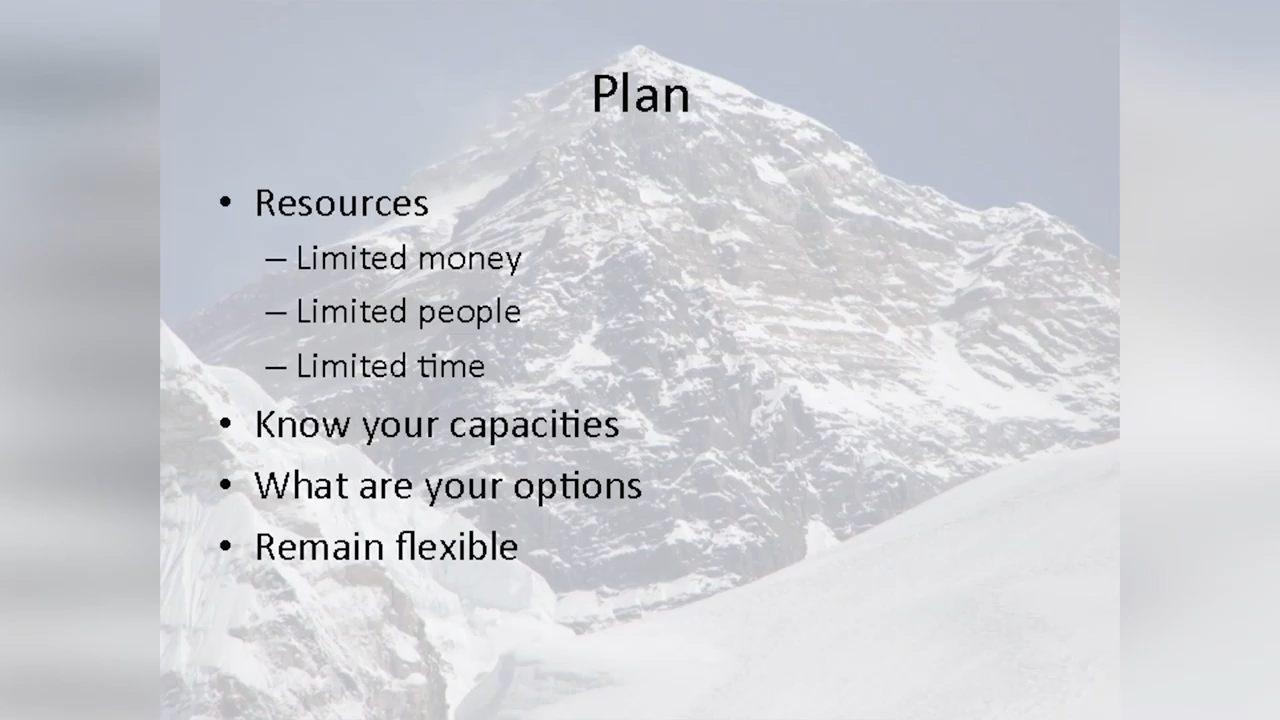 Plan
• Resources
– Limited money
– Limited people
– Limited time
• Know your capacities
• What are your options
• Remain flexible